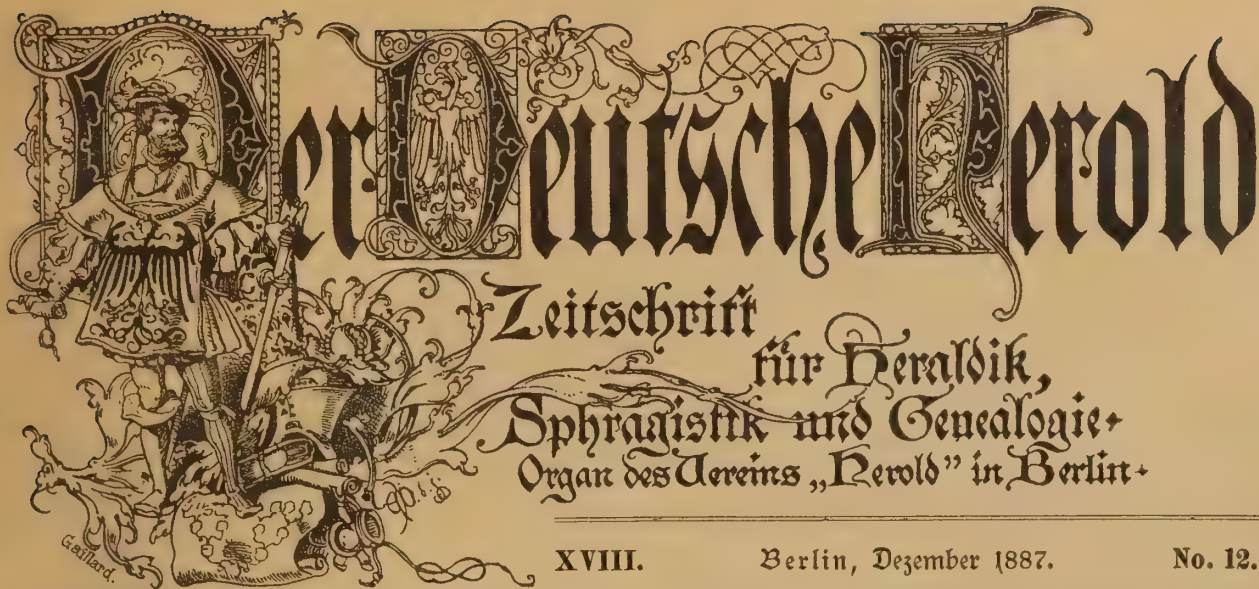 Der Deutsche Herold
Zeitschrift
für Heraldik,
Sphragistik und Genealogie.
Organ des Vereins „Herold” in Berlin.
Gaillard.
XVIII. Berlin, Dezember 1887. No. 12.